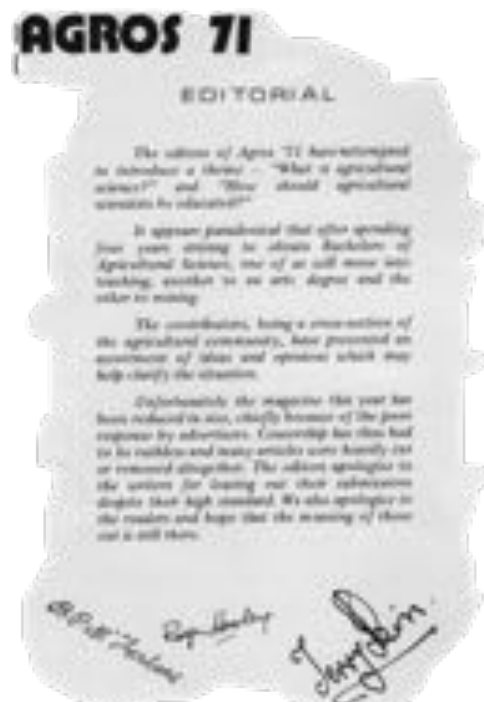 AGROS 71
EDITORIAL
The editors of Agros '71 have attempted
to introduce a theme – "What is agricultural
science?" and "How should agricultural
scientists be educated?"
It appears paradoxical that after spending
four years striving to obtain Bachelors of
Agricultural Science, one of us will move into
teaching, another to an arts degree and the
other to mining.
The contributors, being a cross-section of
the agricultural community, have presented an
assortment of ideas and opinions which may
help clarify the situation.
Unfortunately the magazine this year has
been reduced in size, chiefly because of the poor
response by advertisers. Censorship has thus had
to be ruthless and many articles were heavily cut
or removed altogether. The editors apologise to
the writers for leaving out their submissions
despite their high standard. We also apologise to
the readers and hope that the meaning of those
cut is still there.
Terry